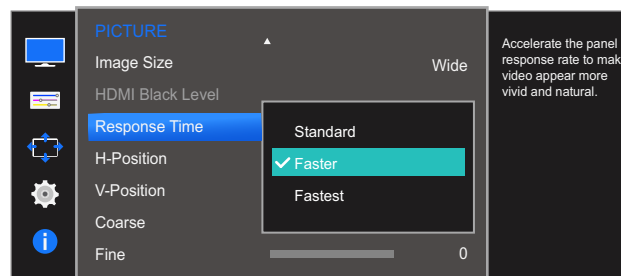 PICTURE
Image Size
Wide
HDMI Black Level
Response Time
Standard
Faster
Fastest
H-Position
V-Position
Coarse
Fine
0
Accelerate the panel
response rate to mak
video appear more
vivid and natural.